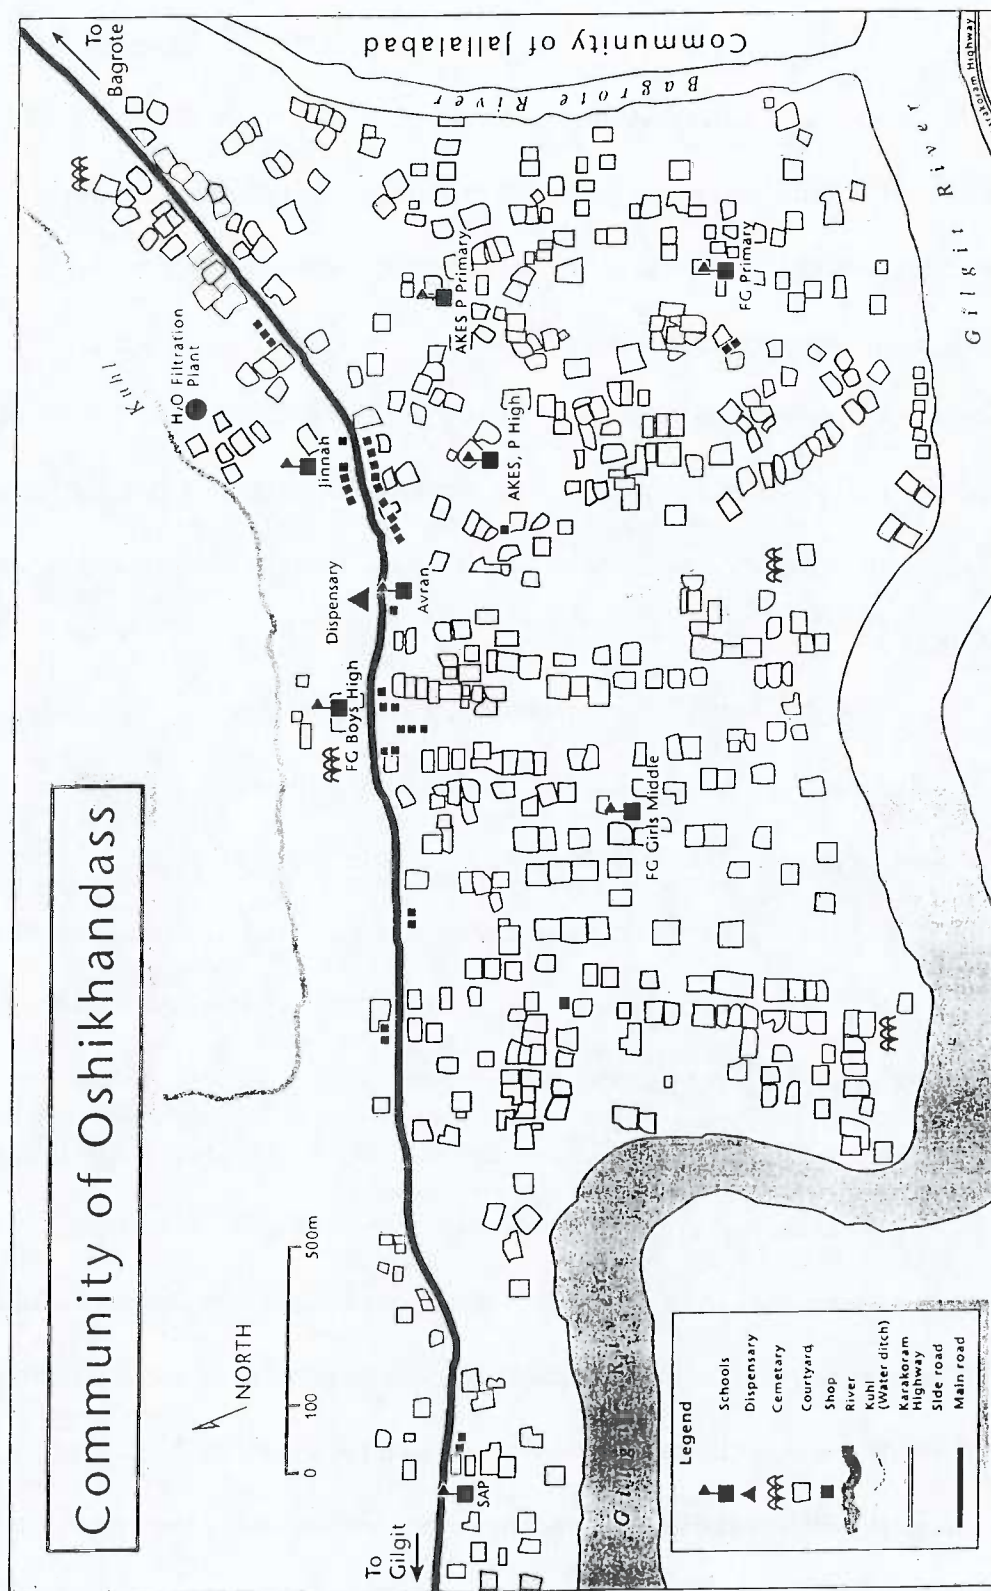 Community of Oshikhandass
To
Bagrote
Community of Jallalabad
Bagrote River
Kuhl
H₂O Filtration
Plant
Jinnah
AKES P Primary
FG Primary
AKES, P High
Gilgit River
Dispensary
Avran
FG Boys High
FG Girls Middle
NORTH
0 100 500m
SAP
To
Gilgit
Gilgit River
Legend
Schools
Dispensary
Cemetary
Courtyard
Shop
River
Kuhl
(Water ditch)
Karakoram
Highway
Side road
Main road